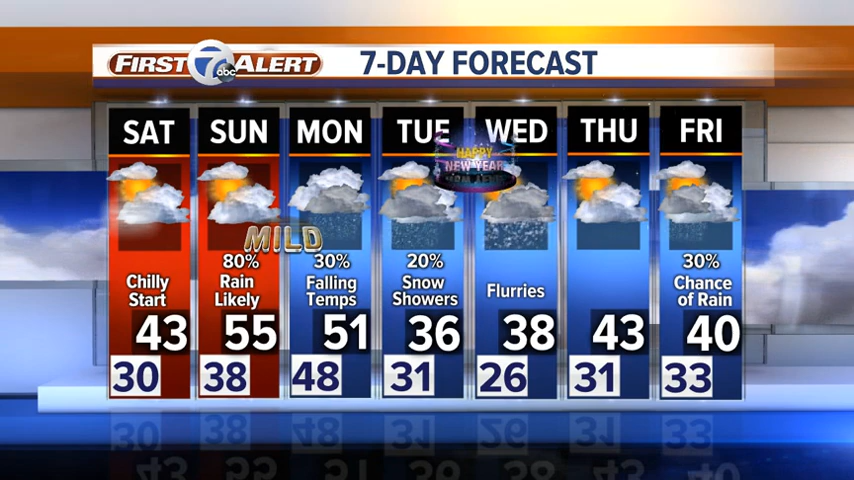 FIRST 7 abc ALERT
7-DAY FORECAST
SAT
SUN
MON
TUE
WED
THU
FRI
HAPPY
NEW YEAR
MILD
80%
30%
20%
30%
Chilly
Start
Rain
Likely
Falling
Temps
Snow
Showers
Flurries
Chance
of Rain
43
55
51
36
38
43
40
30
38
48
31
26
31
33